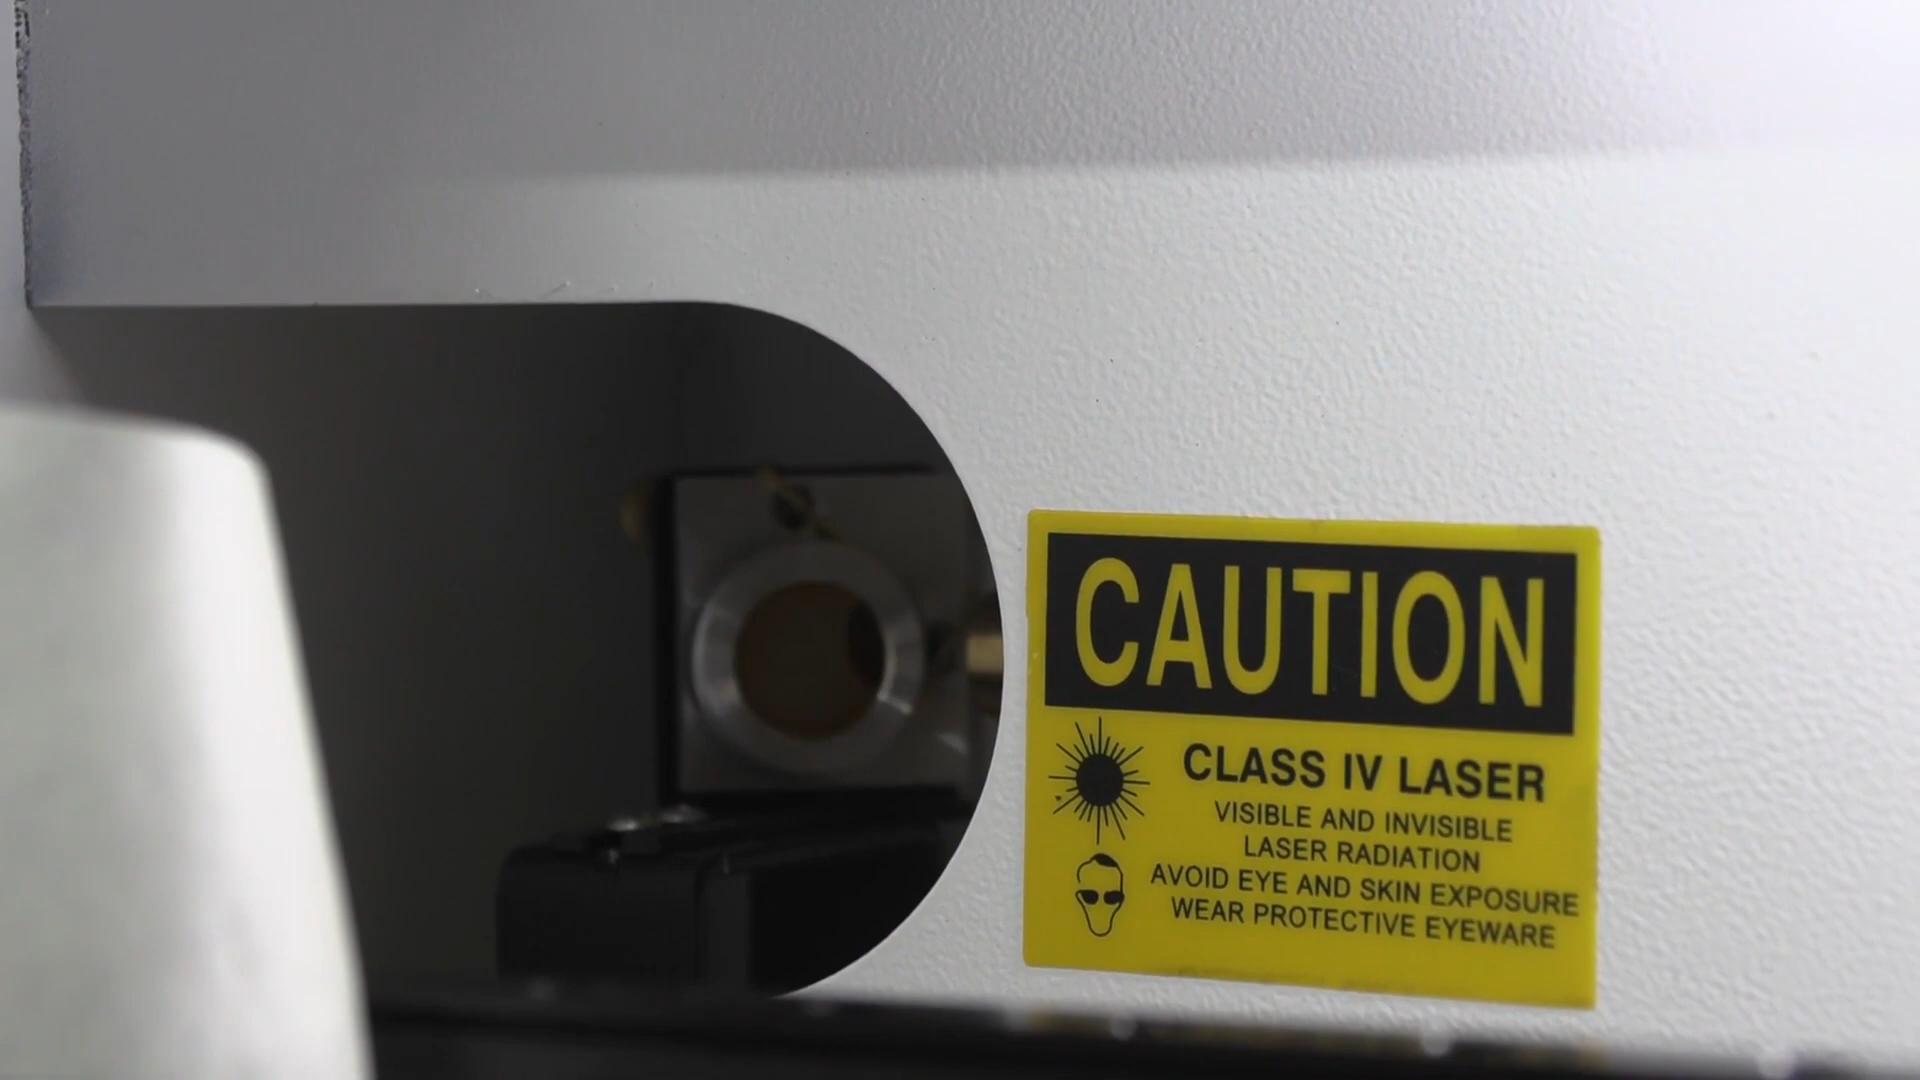 CAUTION
CLASS IV LASER
VISIBLE AND INVISIBLE
LASER RADIATION
AVOID EYE AND SKIN EXPOSURE
WEAR PROTECTIVE EYEWARE